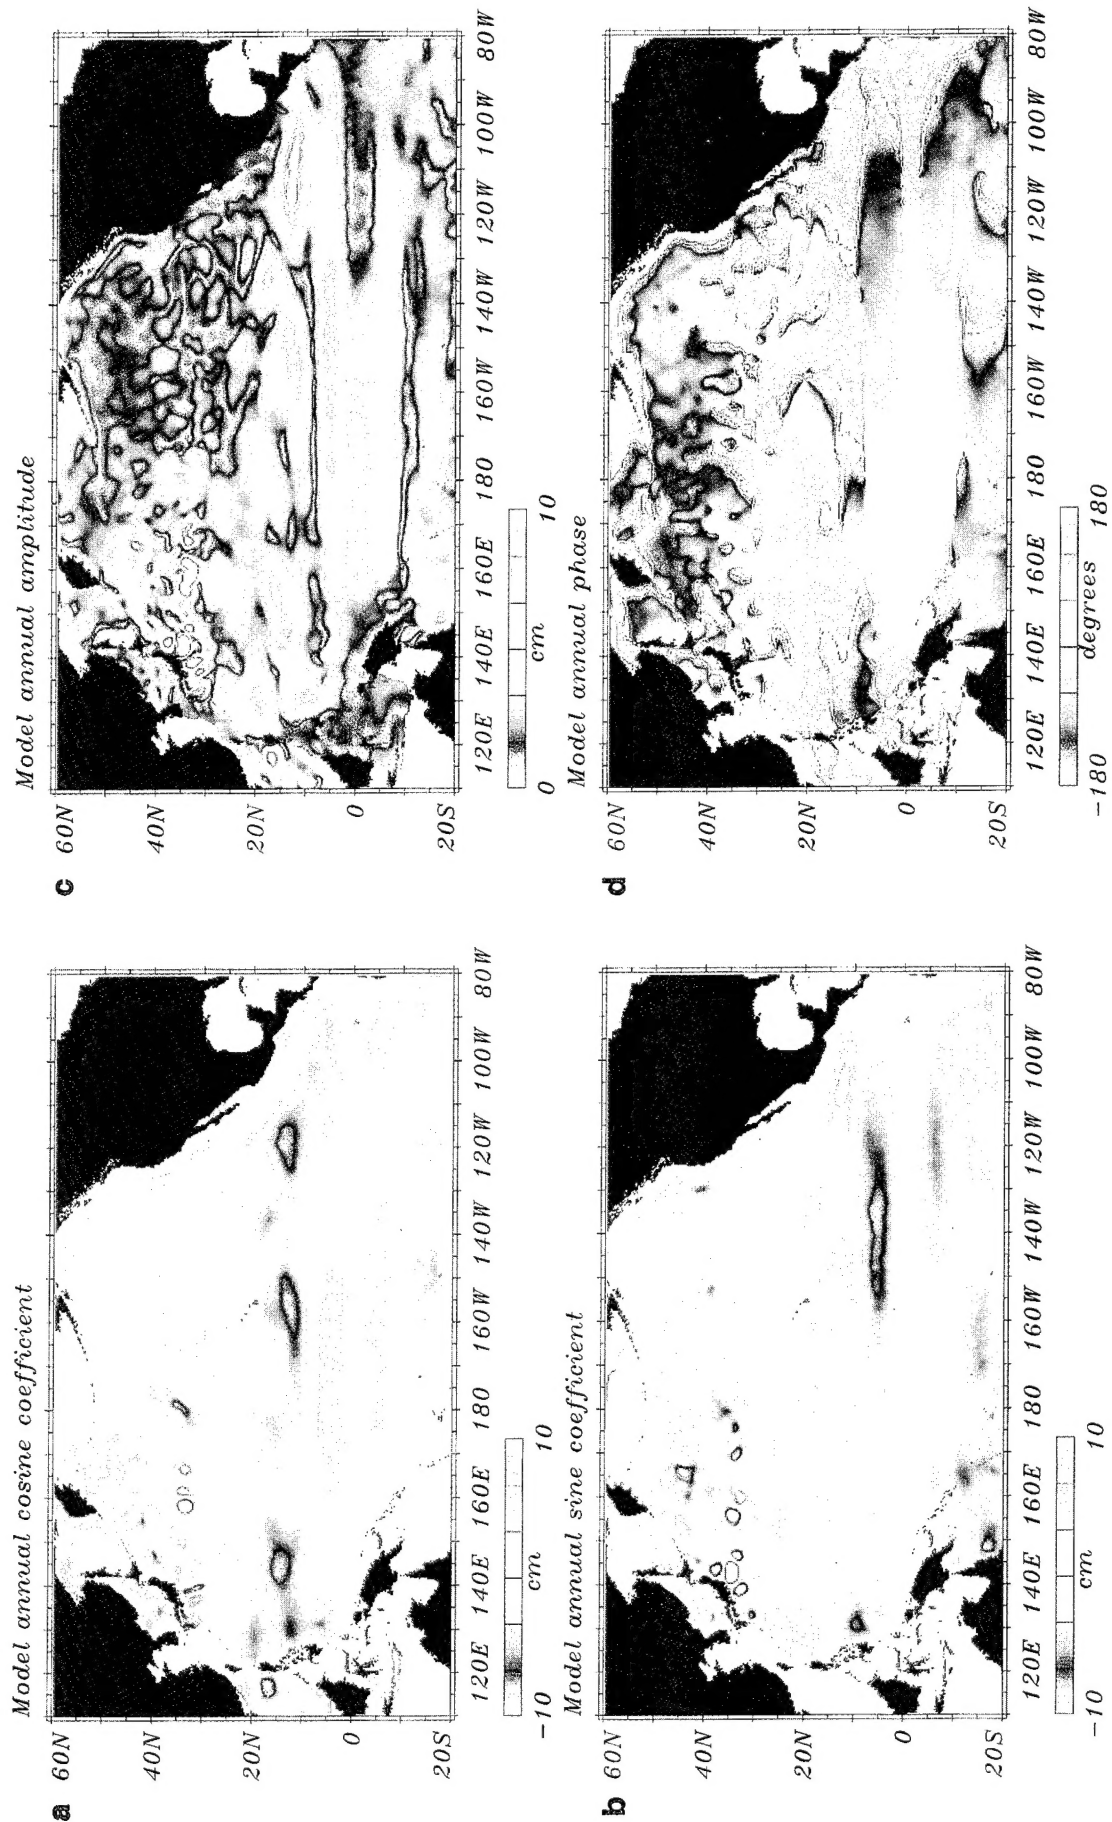 a
Model annual cosine coefficient
60N
40N
20N
0
20S
120E 140E 160E 180 160W 140W 120W 100W 80W
-10 cm 10
b
Model annual sine coefficient
60N
40N
20N
0
20S
120E 140E 160E 180 160W 140W 120W 100W 80W
-10 cm 10
c
Model annual amplitude
60N
40N
20N
0
20S
120E 140E 160E 180 160W 140W 120W 100W 80W
0 cm 10
d
Model annual phase
60N
40N
20N
0
20S
120E 140E 160E 180 160W 140W 120W 100W 80W
-180 degrees 180